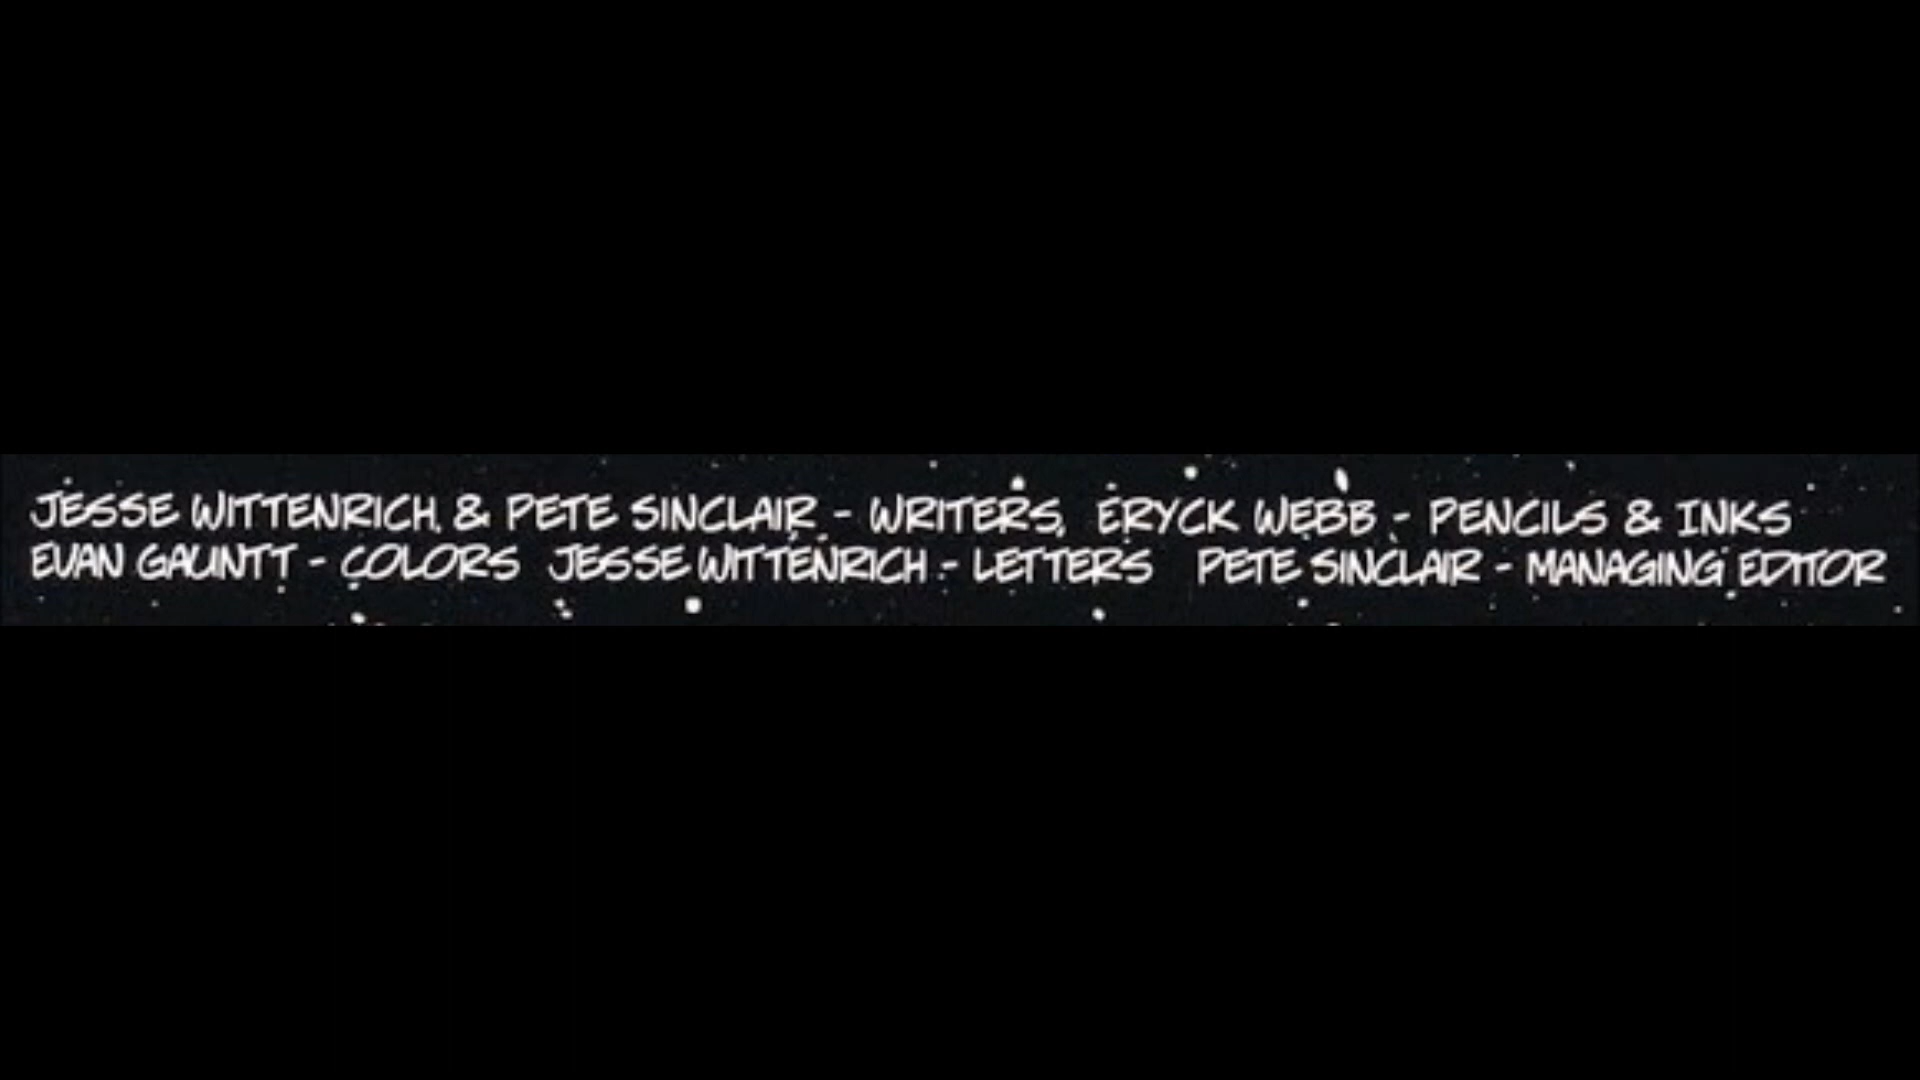 JESSE WITTENRICH & PETE SINCLAIR - WRITERS, ERYCK WEBB - PENCILS & INKS
EVAN GAUNTT - COLORS JESSE WITTENRICH - LETTERS PETE SINCLAIR - MANAGING EDITOR